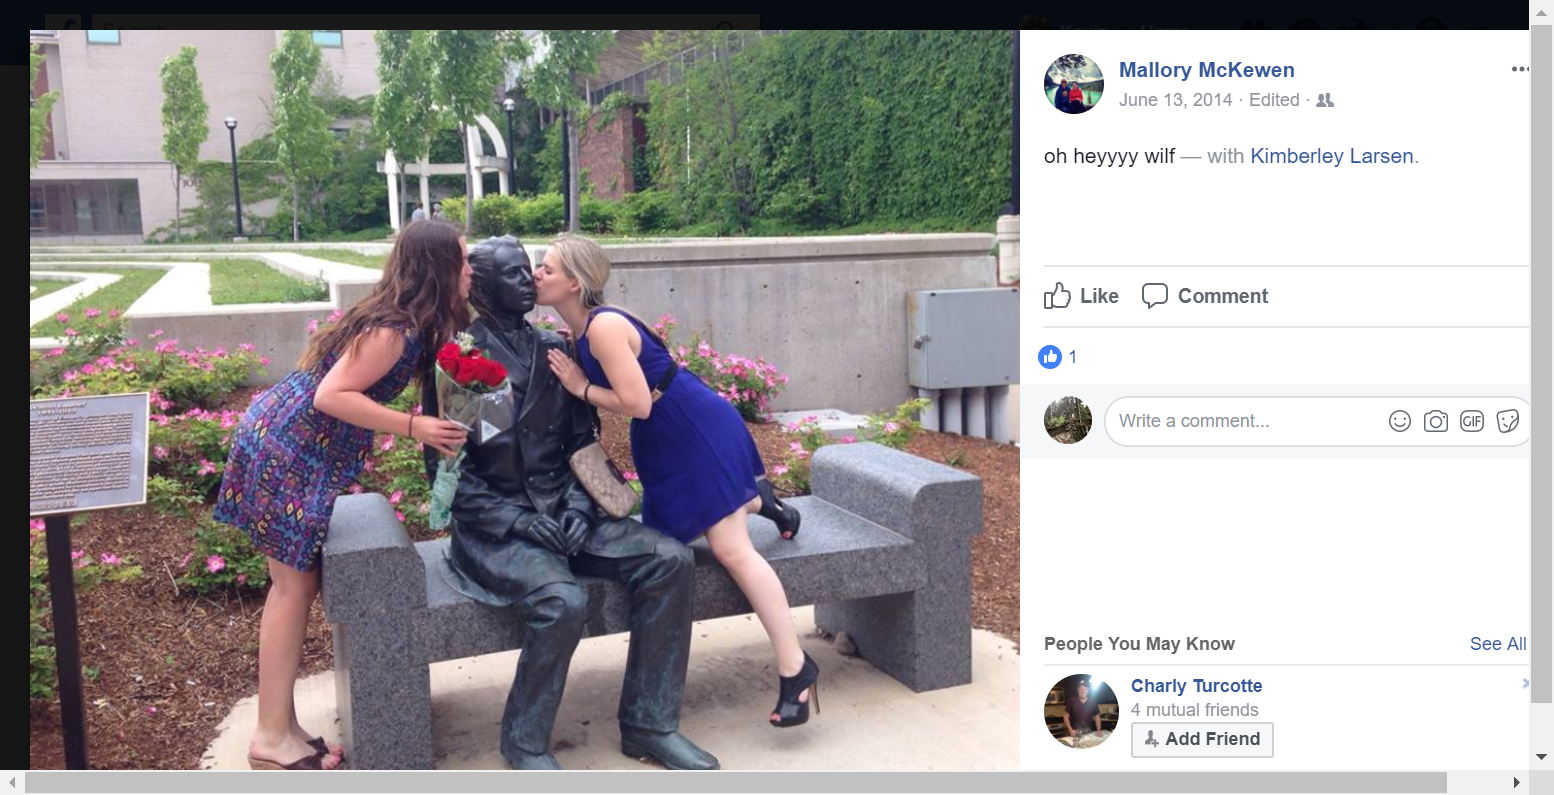 Search
Mallory McKewen
June 13, 2014 · Edited ·
oh heyyyy wilf — with Kimberley Larsen.
Like Comment
1
Write a comment...
GIF
People You May Know
See All
Charly Turcotte
4 mutual friends
Add Friend